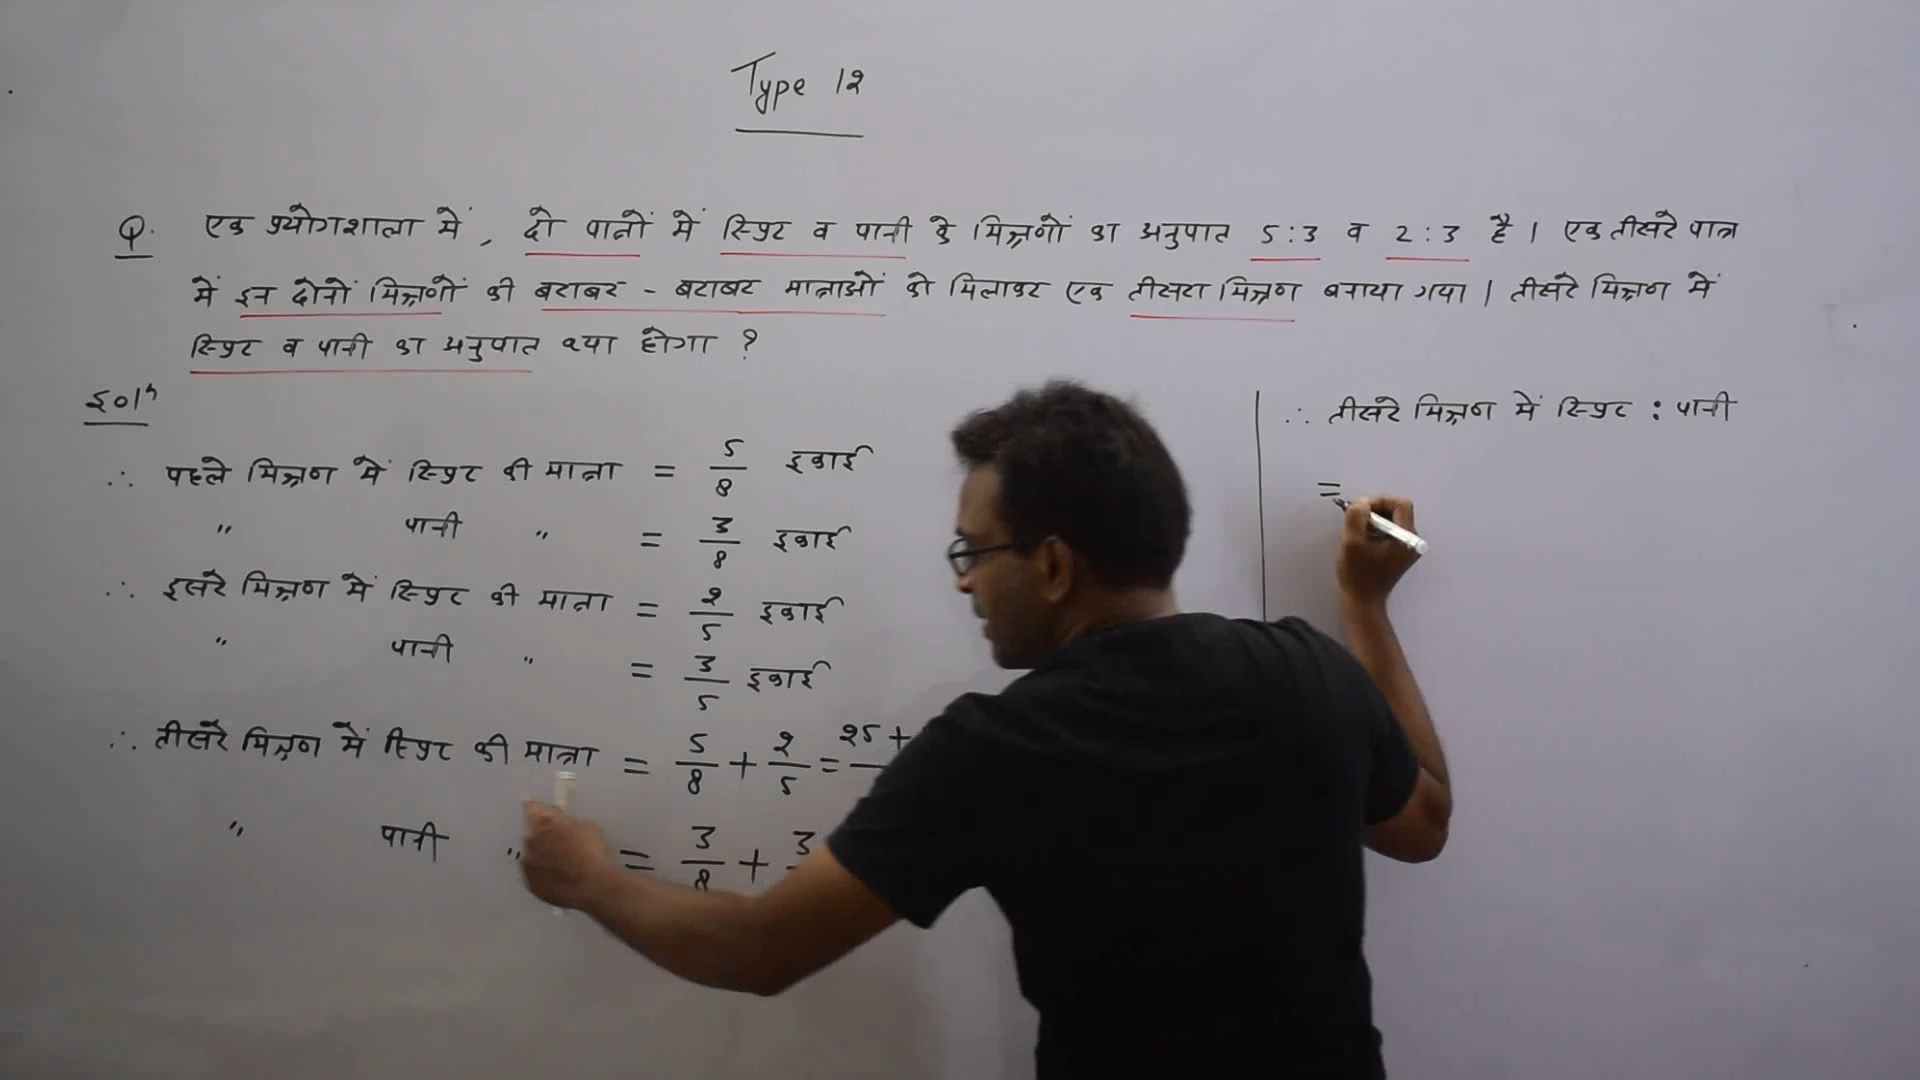 Type 12
Q. एक प्रयोगशाला में, दो पात्रों में स्प्रिट व पानी के मिश्रणों का अनुपात 5:3 व 2:3 है। एक तीसरे पात्र
में इन दोनों मिश्रणों की बराबर - बराबर मात्राओं को मिलाकर एक तीसरा मिश्रण बनाया गया। तीसरे मिश्रण में
स्प्रिट व पानी का अनुपात क्या होगा ?
Solⁿ
∴ पहले मिश्रण में स्प्रिट की मात्रा = 5/8 इकाई
" पानी " = 3/8 इकाई
∴ दूसरे मिश्रण में स्प्रिट की मात्रा = 2/5 इकाई
" पानी " = 3/5 इकाई
∴ तीसरे मिश्रण में स्प्रिट की मात्रा = 5/8 + 2/5 = 25 +
" पानी " = 3/8 + 3
∴ तीसरे मिश्रण में स्प्रिट : पानी
=